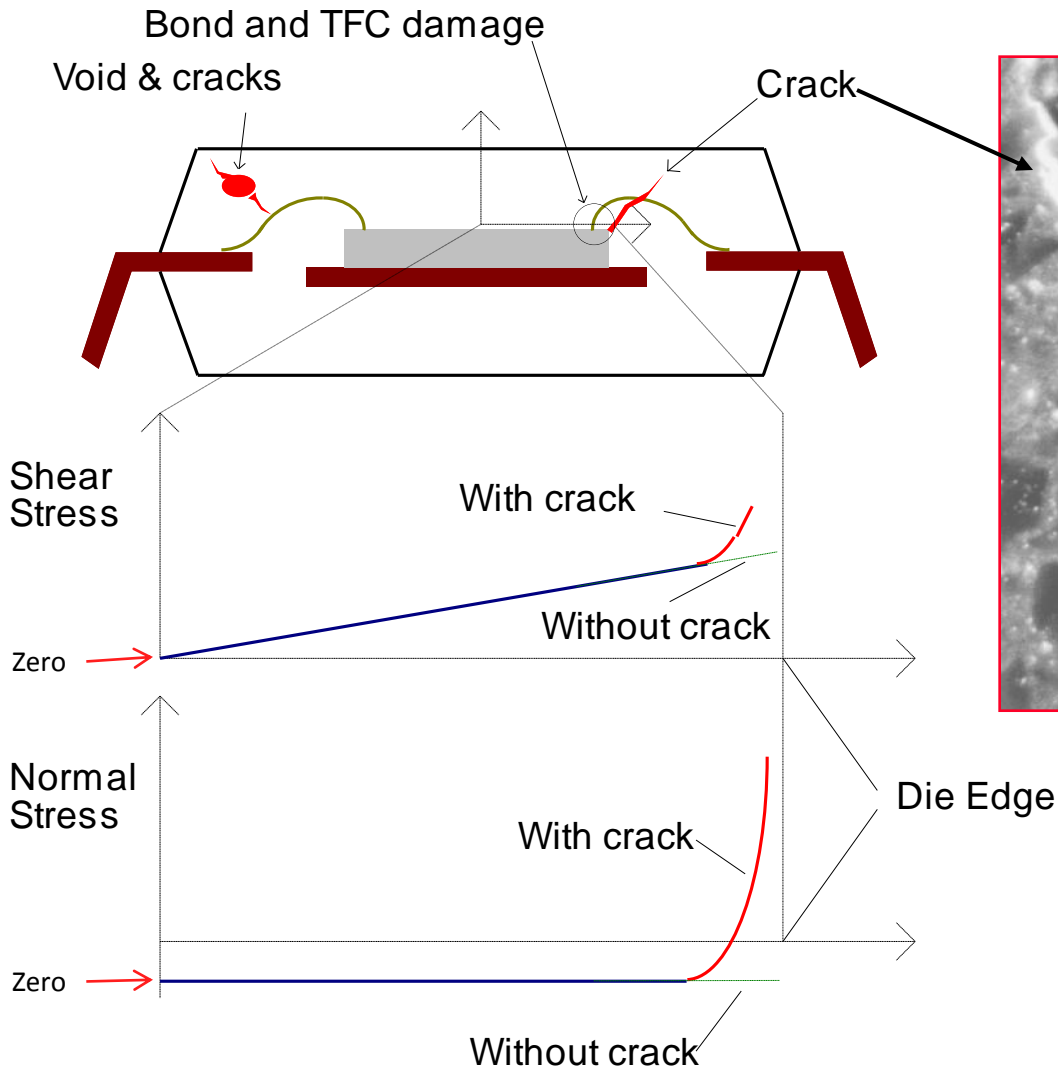 Bond and TFC damage
Void & cracks
Crack
Shear
Stress
With crack
Without crack
Zero
Normal
Stress
Die Edge
With crack
Zero
Without crack